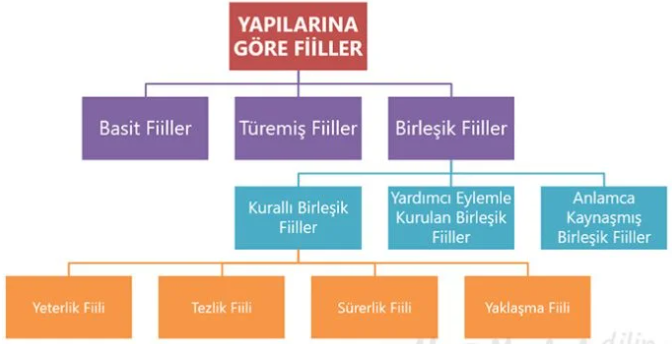 YAPILARINA
GÖRE FİİLLER
Basit Fiiller
Türemiş Fiiller
Birleşik Fiiller
Kurallı Birleşik
Fiiller
Yardımcı Eylemle
Kurulan Birleşik
Fiiller
Anlamca
Kaynaşmış
Birleşik Fiiller
Yeterlik Fiili
Tezlik Fiili
Sürerlik Fiili
Yaklaşma Fiili